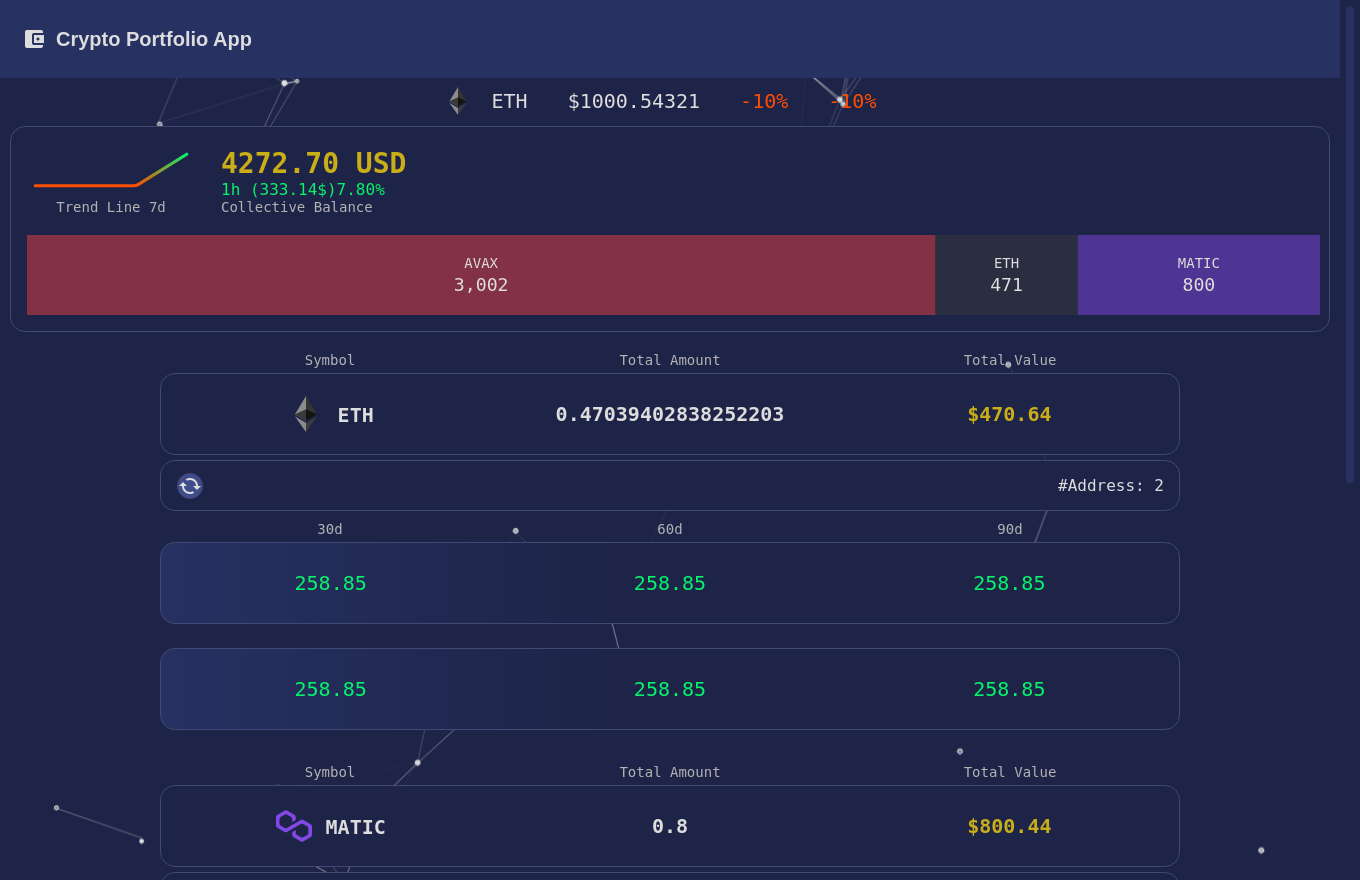 Crypto Portfolio App
ETH $1000.54321 -10% -10%
4272.70 USD
1h (333.14$)7.80%
Trend Line 7d Collective Balance
AVAX ETH MATIC
3,002 471 800
Symbol Total Amount Total Value
ETH 0.47039402838252203 $470.64
#Address: 2
30d 60d 90d
258.85 258.85 258.85
258.85 258.85 258.85
Symbol Total Amount Total Value
MATIC 0.8 $800.44